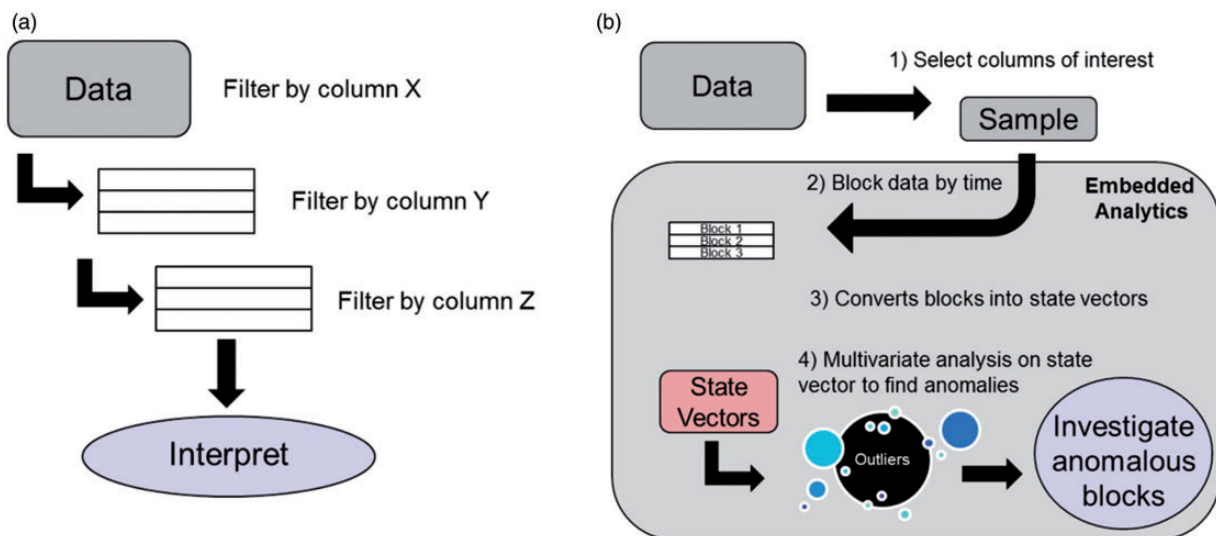 (a)
Data
Filter by column X
Filter by column Y
Filter by column Z
Interpret
(b)
Data
1) Select columns of interest
Sample
2) Block data by time
Embedded
Analytics
Block 1
Block 2
Block 3
3) Converts blocks into state vectors
4) Multivariate analysis on state
vector to find anomalies
State
Vectors
Outliers
Investigate
anomalous
blocks